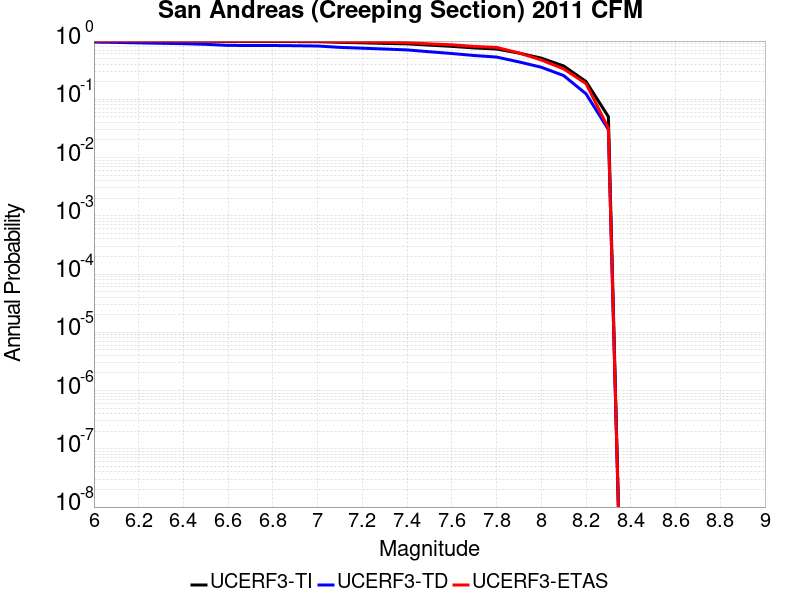 San Andreas (Creeping Section) 2011 CFM
Annual Probability
10^0
10^-1
10^-2
10^-3
10^-4
10^-5
10^-6
10^-7
10^-8
6 6.2 6.4 6.6 6.8 7 7.2 7.4 7.6 7.8 8 8.2 8.4 8.6 8.8 9
Magnitude
UCERF3-TI UCERF3-TD UCERF3-ETAS